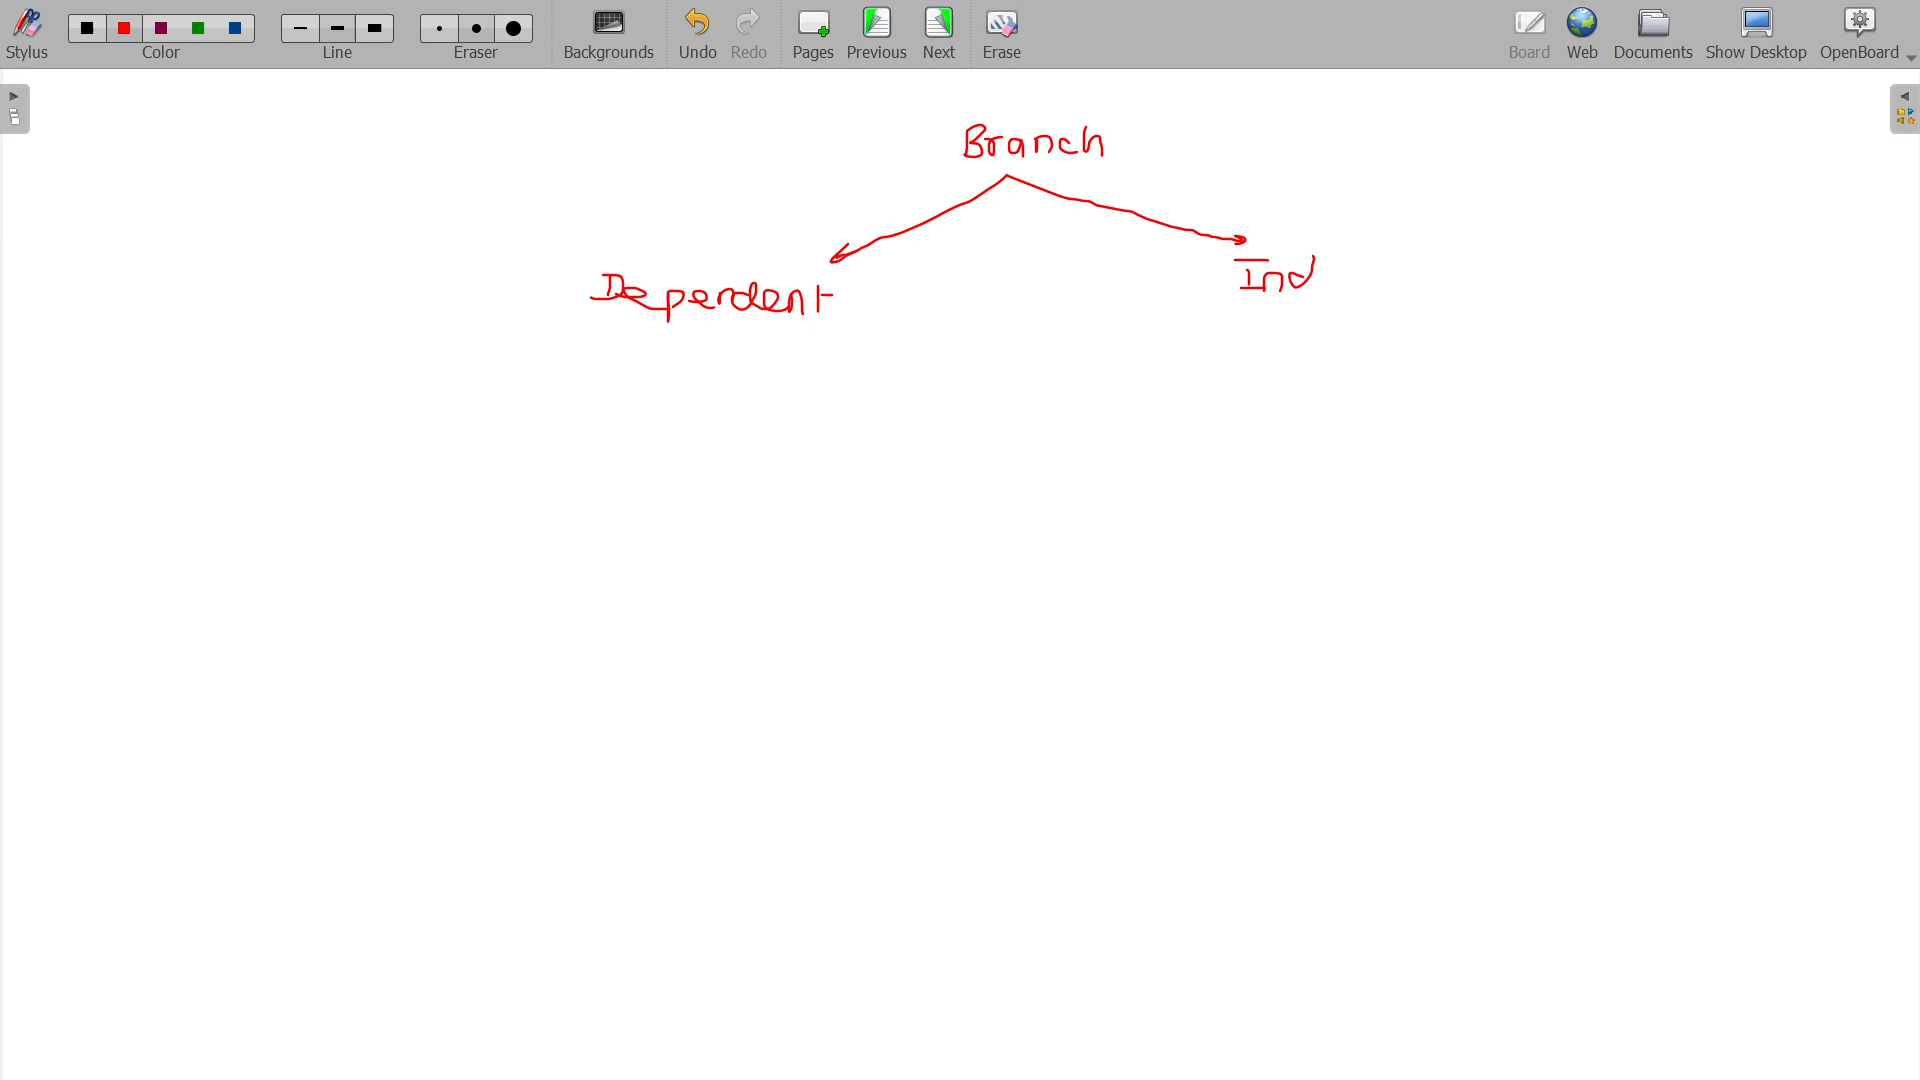 Stylus Color Line Eraser Backgrounds Undo Redo Pages Previous Next Erase Board Web Documents Show Desktop OpenBoard
Branch
Dependent Ind